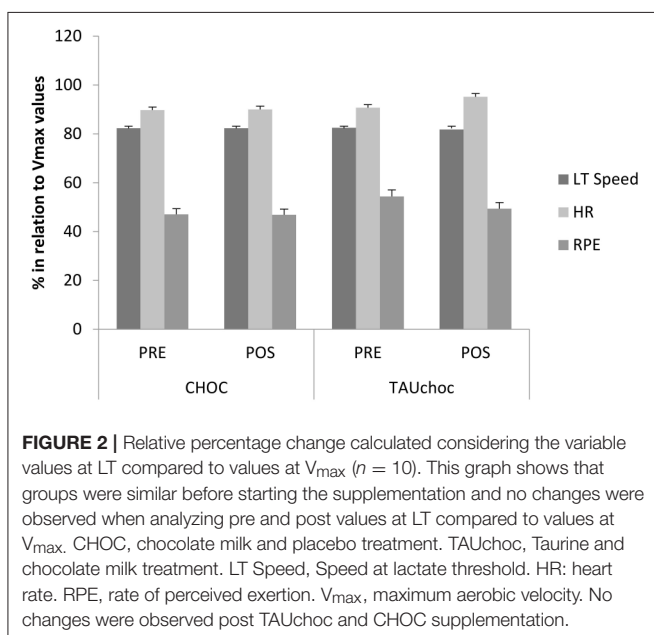 120
100
80
60
40
20
0
% in relation to Vmax values
PRE POS PRE POS
CHOC TAUchoc
LT Speed
HR
RPE
FIGURE 2 | Relative percentage change calculated considering the variable
values at LT compared to values at Vmax (n = 10). This graph shows that
groups were similar before starting the supplementation and no changes were
observed when analyzing pre and post values at LT compared to values at
Vmax. CHOC, chocolate milk and placebo treatment. TAUchoc, Taurine and
chocolate milk treatment. LT Speed, Speed at lactate threshold. HR: heart
rate. RPE, rate of perceived exertion. Vmax, maximum aerobic velocity. No
changes were observed post TAUchoc and CHOC supplementation.